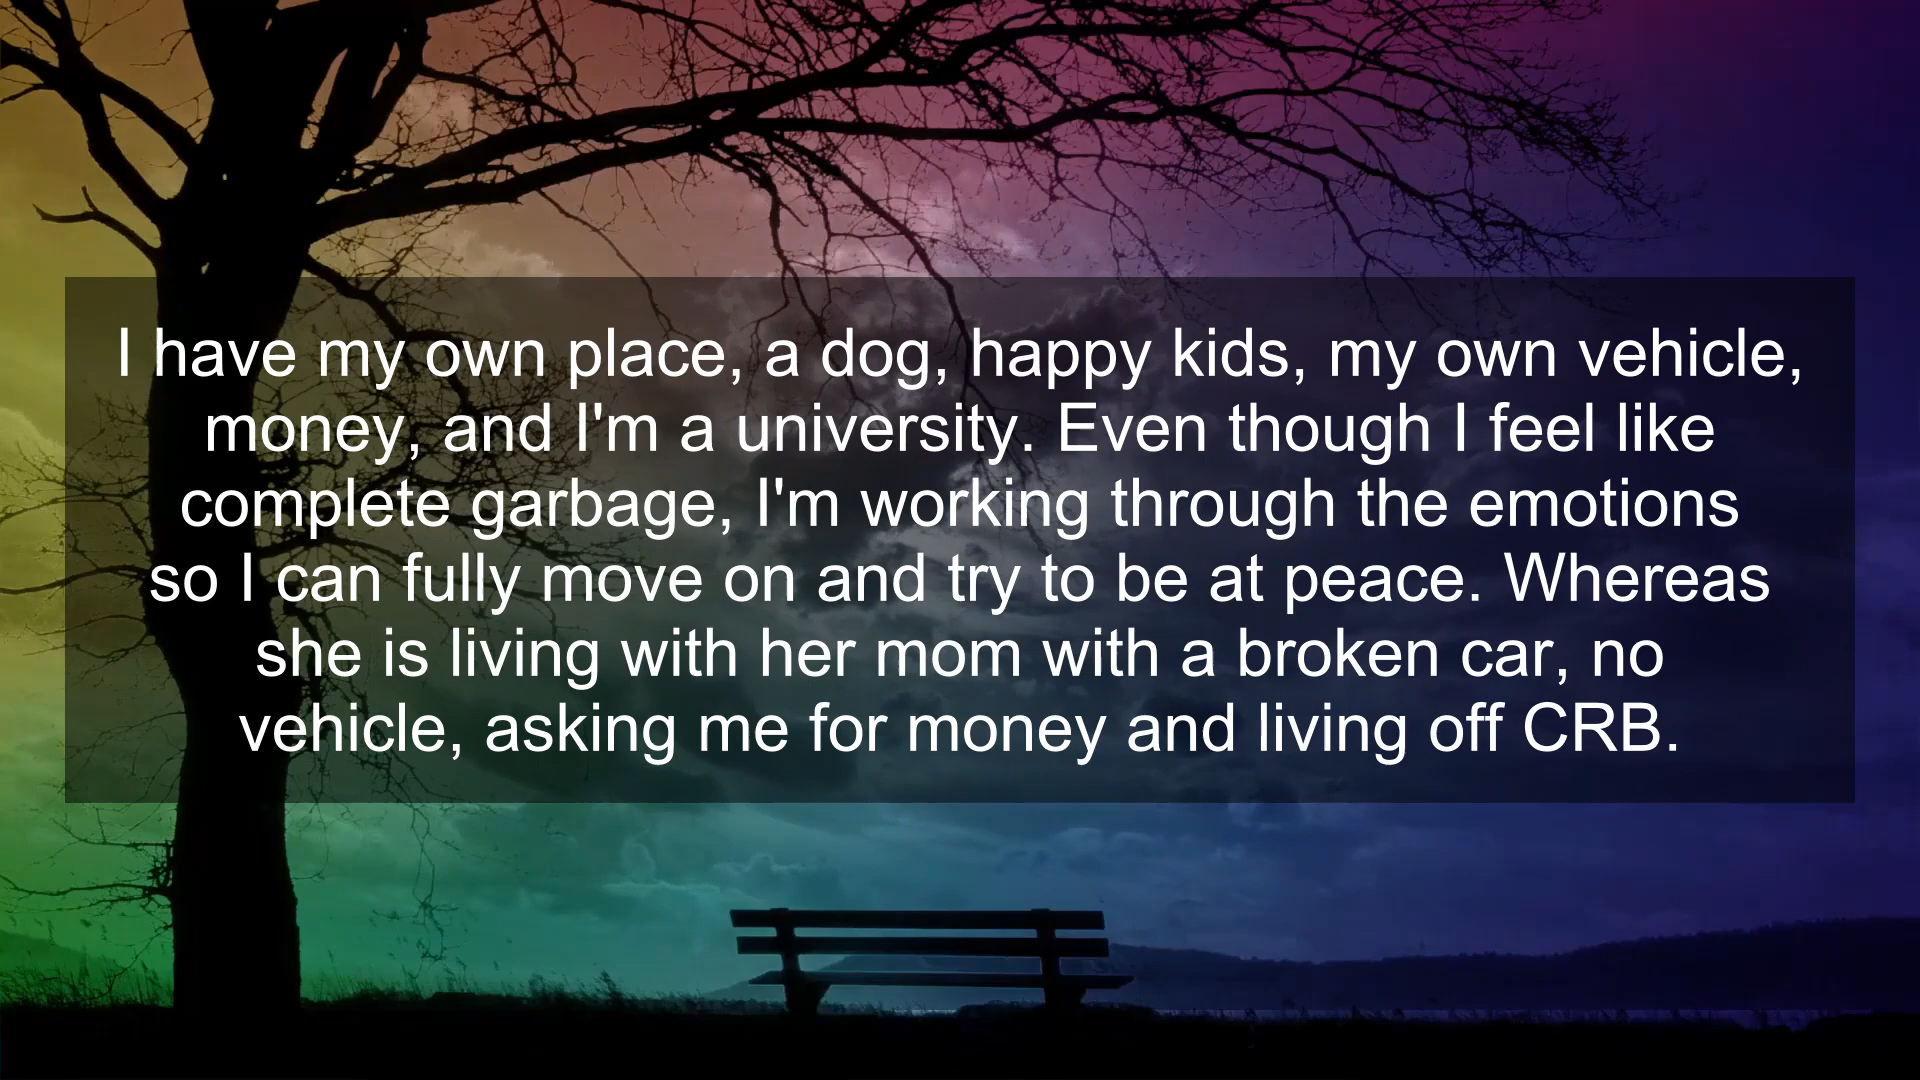 I have my own place, a dog, happy kids, my own vehicle,
money, and I'm a university. Even though I feel like
complete garbage, I'm working through the emotions
so I can fully move on and try to be at peace. Whereas
she is living with her mom with a broken car, no
vehicle, asking me for money and living off CRB.